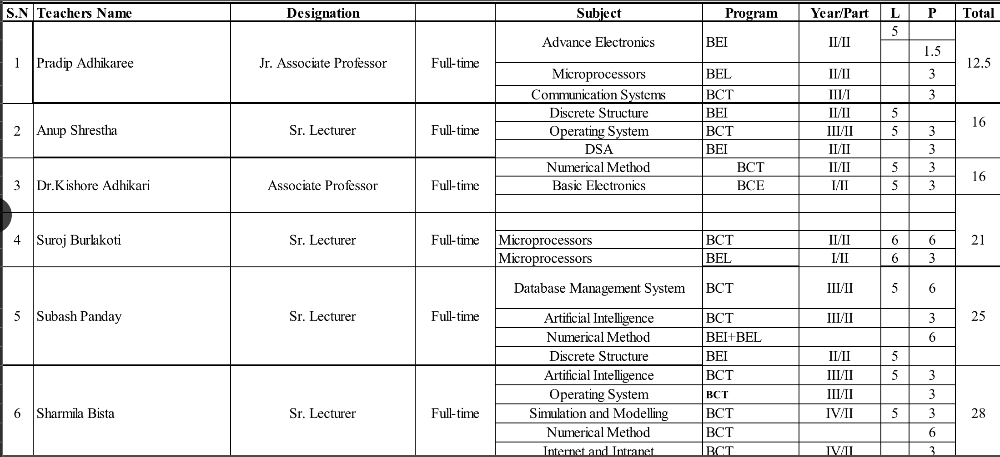 S.N Teachers Name Designation Subject Program Year/Part L P Total
1 Pradip Adhikaree Jr. Associate Professor Full-time Advance Electronics BEI II/II 5 12.5
1.5
Microprocessors BEL II/II 3
Communication Systems BCT III/I 3
2 Anup Shrestha Sr. Lecturer Full-time Discrete Structure BEI II/II 5 16
Operating System BCT III/II 5 3
DSA BEI II/II 3
3 Dr.Kishore Adhikari Associate Professor Full-time Numerical Method BCT II/II 5 3 16
Basic Electronics BCE I/II 5 3
4 Suroj Burlakoti Sr. Lecturer Full-time Microprocessors BCT II/II 6 6 21
Microprocessors BEL I/II 6 3
5 Subash Panday Sr. Lecturer Full-time Database Management System BCT III/II 5 6 25
Artificial Intelligence BCT III/II 3
Numerical Method BEI+BEL 6
Discrete Structure BEI II/II 5
6 Sharmila Bista Sr. Lecturer Full-time Artificial Intelligence BCT III/II 5 3 28
Operating System BCT III/II 3
Simulation and Modelling BCT IV/II 5 3
Numerical Method BCT 6
Internet and Intranet BCT IV/II 3